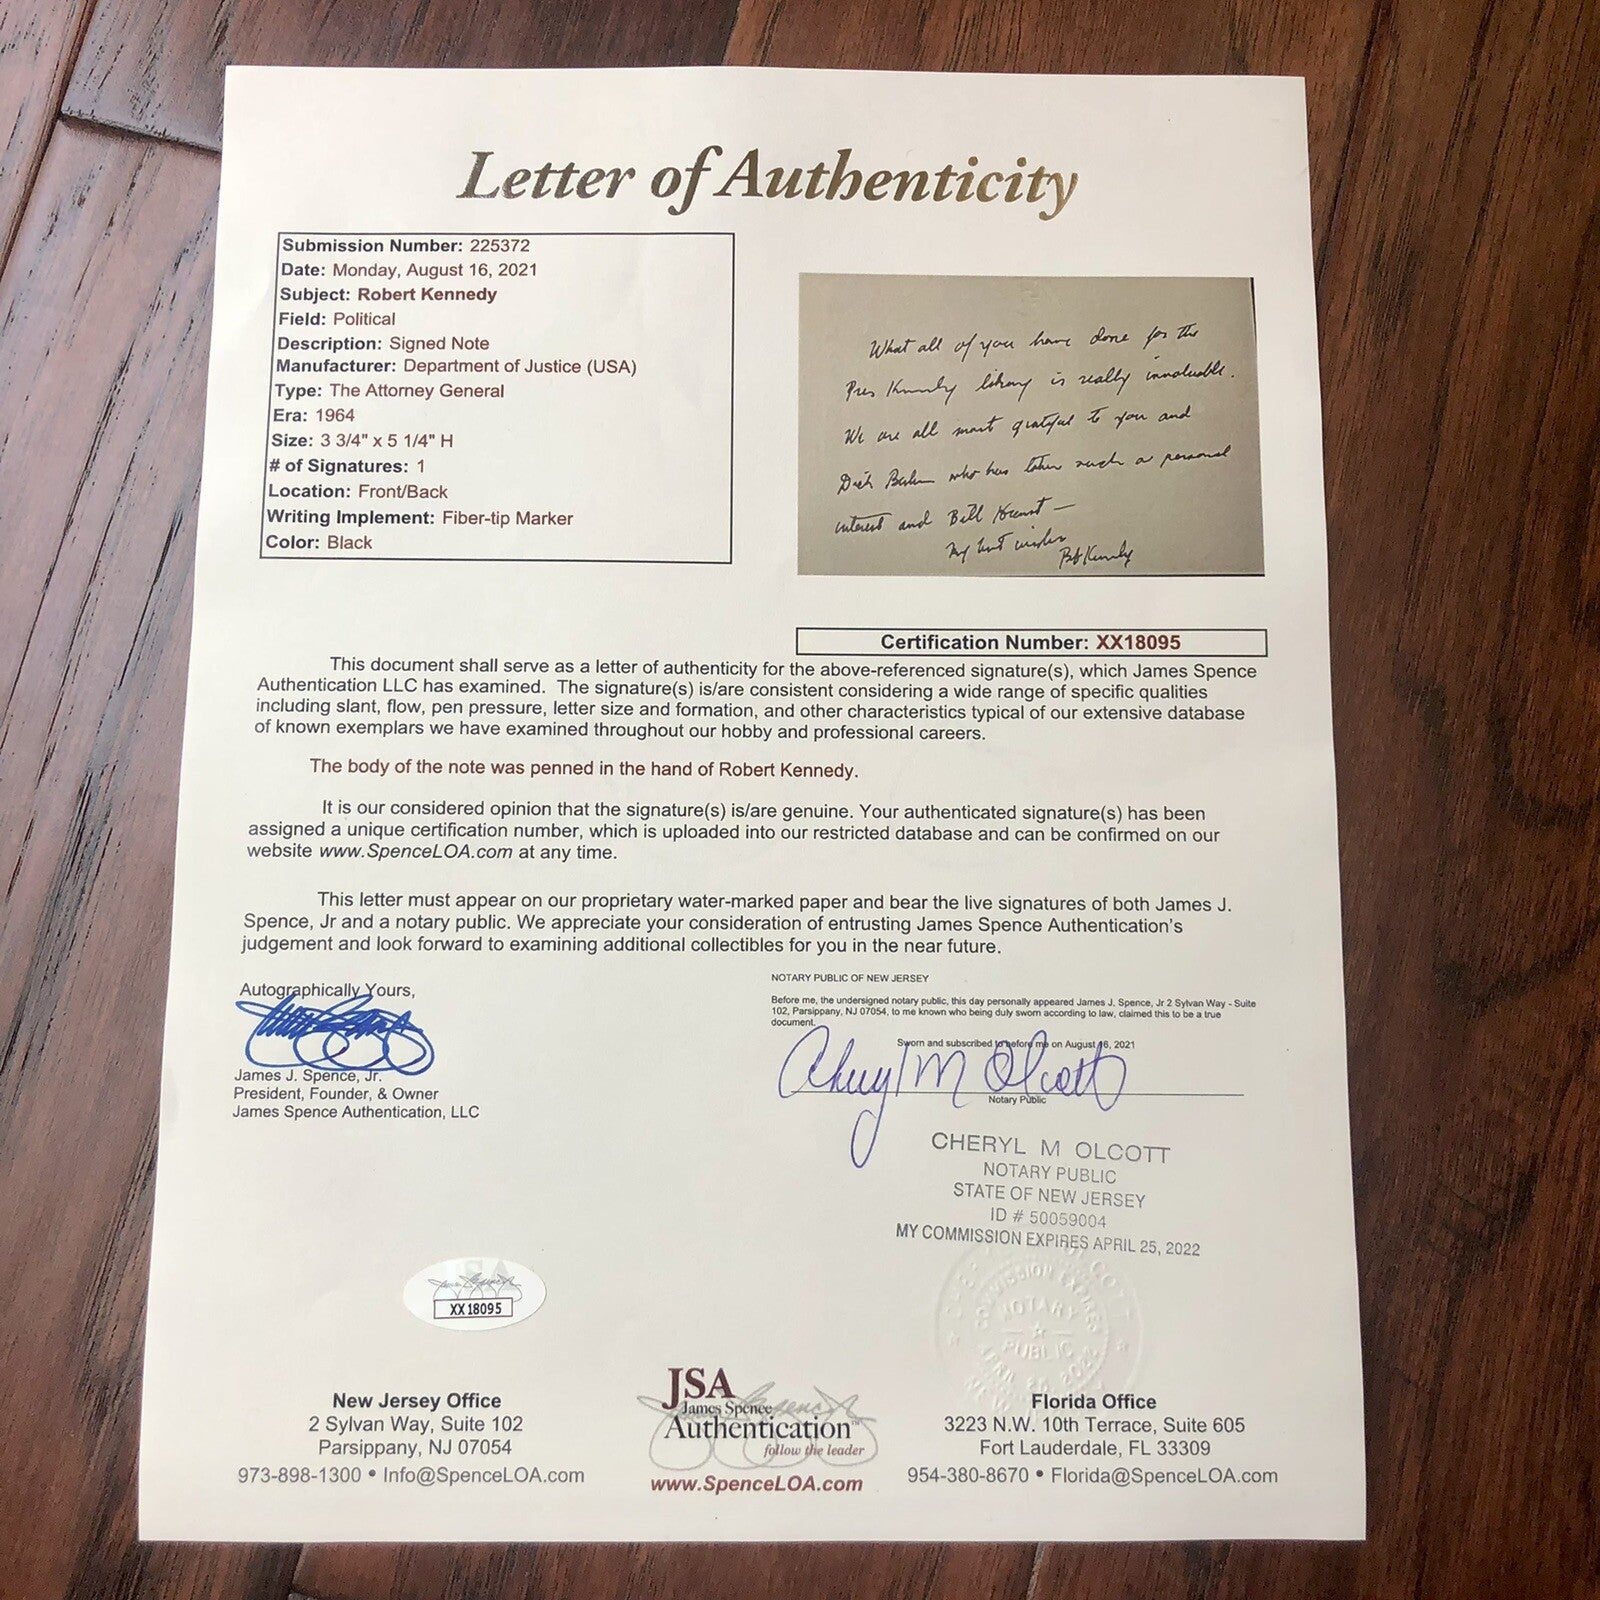 Letter of Authenticity
Submission Number: 225372
Date: Monday, August 16, 2021
Subject: Robert Kennedy
Field: Political
Description: Signed Note
Manufacturer: Department of Justice (USA)
Type: The Attorney General
Era: 1964
Size: 3 3/4" x 5 1/4" H
# of Signatures: 1
Location: Front/Back
Writing Implement: Fiber-tip Marker
Color: Black
What all of you have done for the
Pres Kennedy library is really invaluable.
We are all most grateful to you and
Dick who has taken such a personal
interest and Bill —
My best wishes
Bob Kennedy
Certification Number: XX18095
This document shall serve as a letter of authenticity for the above-referenced signature(s), which James Spence
Authentication LLC has examined. The signature(s) is/are consistent considering a wide range of specific qualities
including slant, flow, pen pressure, letter size and formation, and other characteristics typical of our extensive database
of known exemplars we have examined throughout our hobby and professional careers.
The body of the note was penned in the hand of Robert Kennedy.
It is our considered opinion that the signature(s) is/are genuine. Your authenticated signature(s) has been
assigned a unique certification number, which is uploaded into our restricted database and can be confirmed on our
website www.SpenceLOA.com at any time.
This letter must appear on our proprietary water-marked paper and bear the live signatures of both James J.
Spence, Jr and a notary public. We appreciate your consideration of entrusting James Spence Authentication's
judgement and look forward to examining additional collectibles for you in the near future.
Autographically Yours,
James J. Spence, Jr.
President, Founder, & Owner
James Spence Authentication, LLC
NOTARY PUBLIC OF NEW JERSEY
Before me, the undersigned notary public, this day personally appeared James J. Spence, Jr 2 Sylvan Way - Suite
102, Parsippany, NJ 07054, to me known who being duly sworn according to law, claimed this to be a true
document.
Sworn and subscribed to before me on August 16, 2021
Cheryl M Olcott
Notary Public
CHERYL M OLCOTT
NOTARY PUBLIC
STATE OF NEW JERSEY
ID # 50059004
MY COMMISSION EXPIRES APRIL 25, 2022
COMMISSION EXPIRES
NOTARY
PUBLIC
XX18095
New Jersey Office
2 Sylvan Way, Suite 102
Parsippany, NJ 07054
973-898-1300 • Info@SpenceLOA.com
JSA
James Spence
Authentication™
follow the leader
www.SpenceLOA.com
Florida Office
3223 N.W. 10th Terrace, Suite 605
Fort Lauderdale, FL 33309
954-380-8670 • Florida@SpenceLOA.com